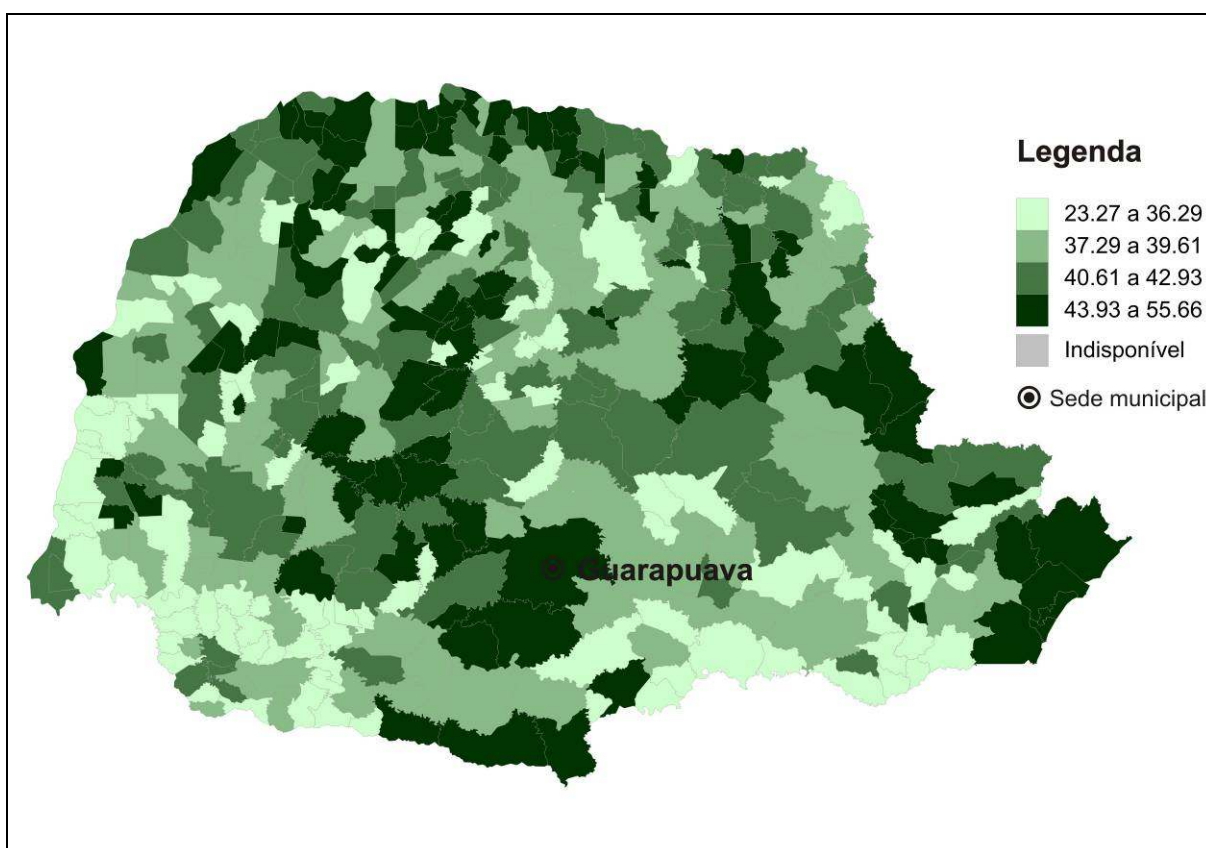 Legenda
23.27 a 36.29
37.29 a 39.61
40.61 a 42.93
43.93 a 55.66
Indisponível
Sede municipal
Guarapuava